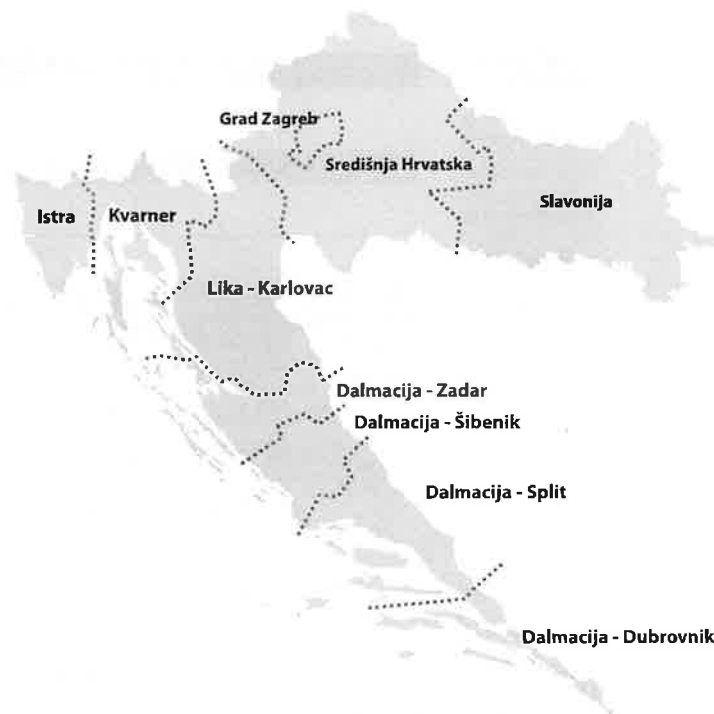 Grad Zagreb
Središnja Hrvatska
Istra
Kvarner
Slavonija
Lika - Karlovac
Dalmacija - Zadar
Dalmacija - Šibenik
Dalmacija - Split
Dalmacija - Dubrovnik